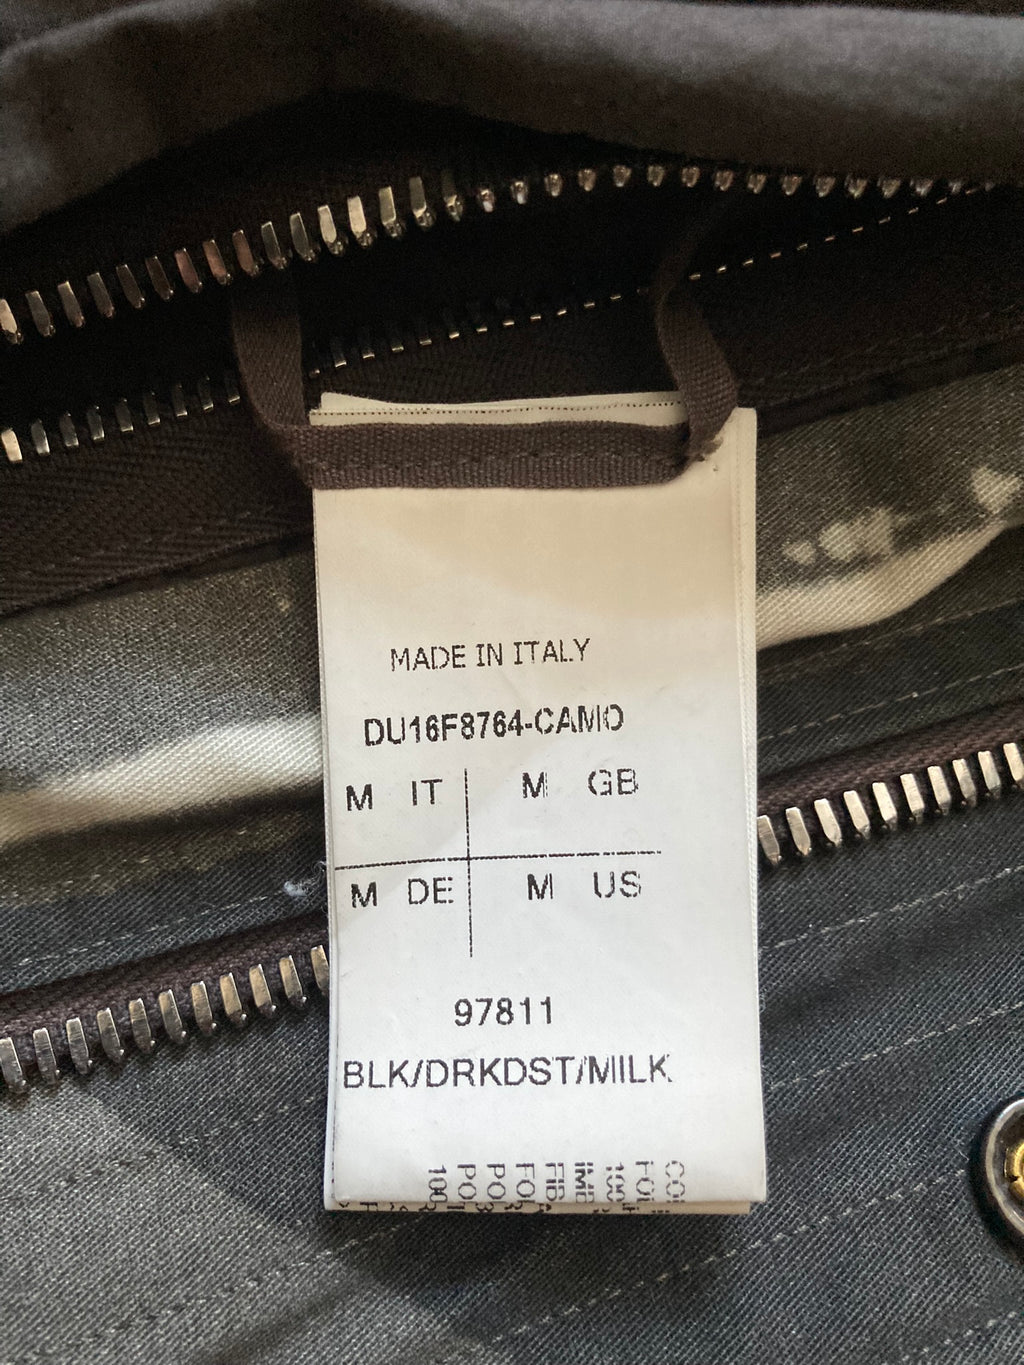 MADE IN ITALY
DU16F8764-CAMO
M IT M GB
M DE M US
97811
BLK/DRKDST/MILK